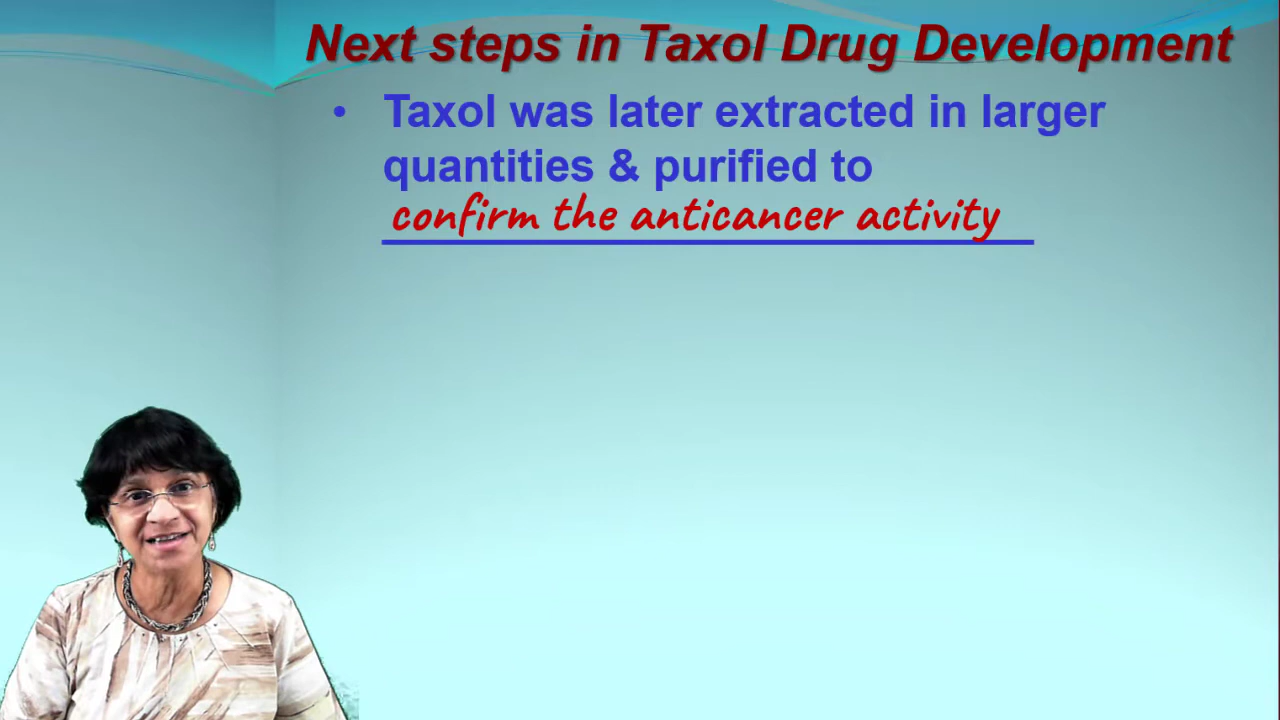 Next steps in Taxol Drug Development
• Taxol was later extracted in larger
quantities & purified to
confirm the anticancer activity